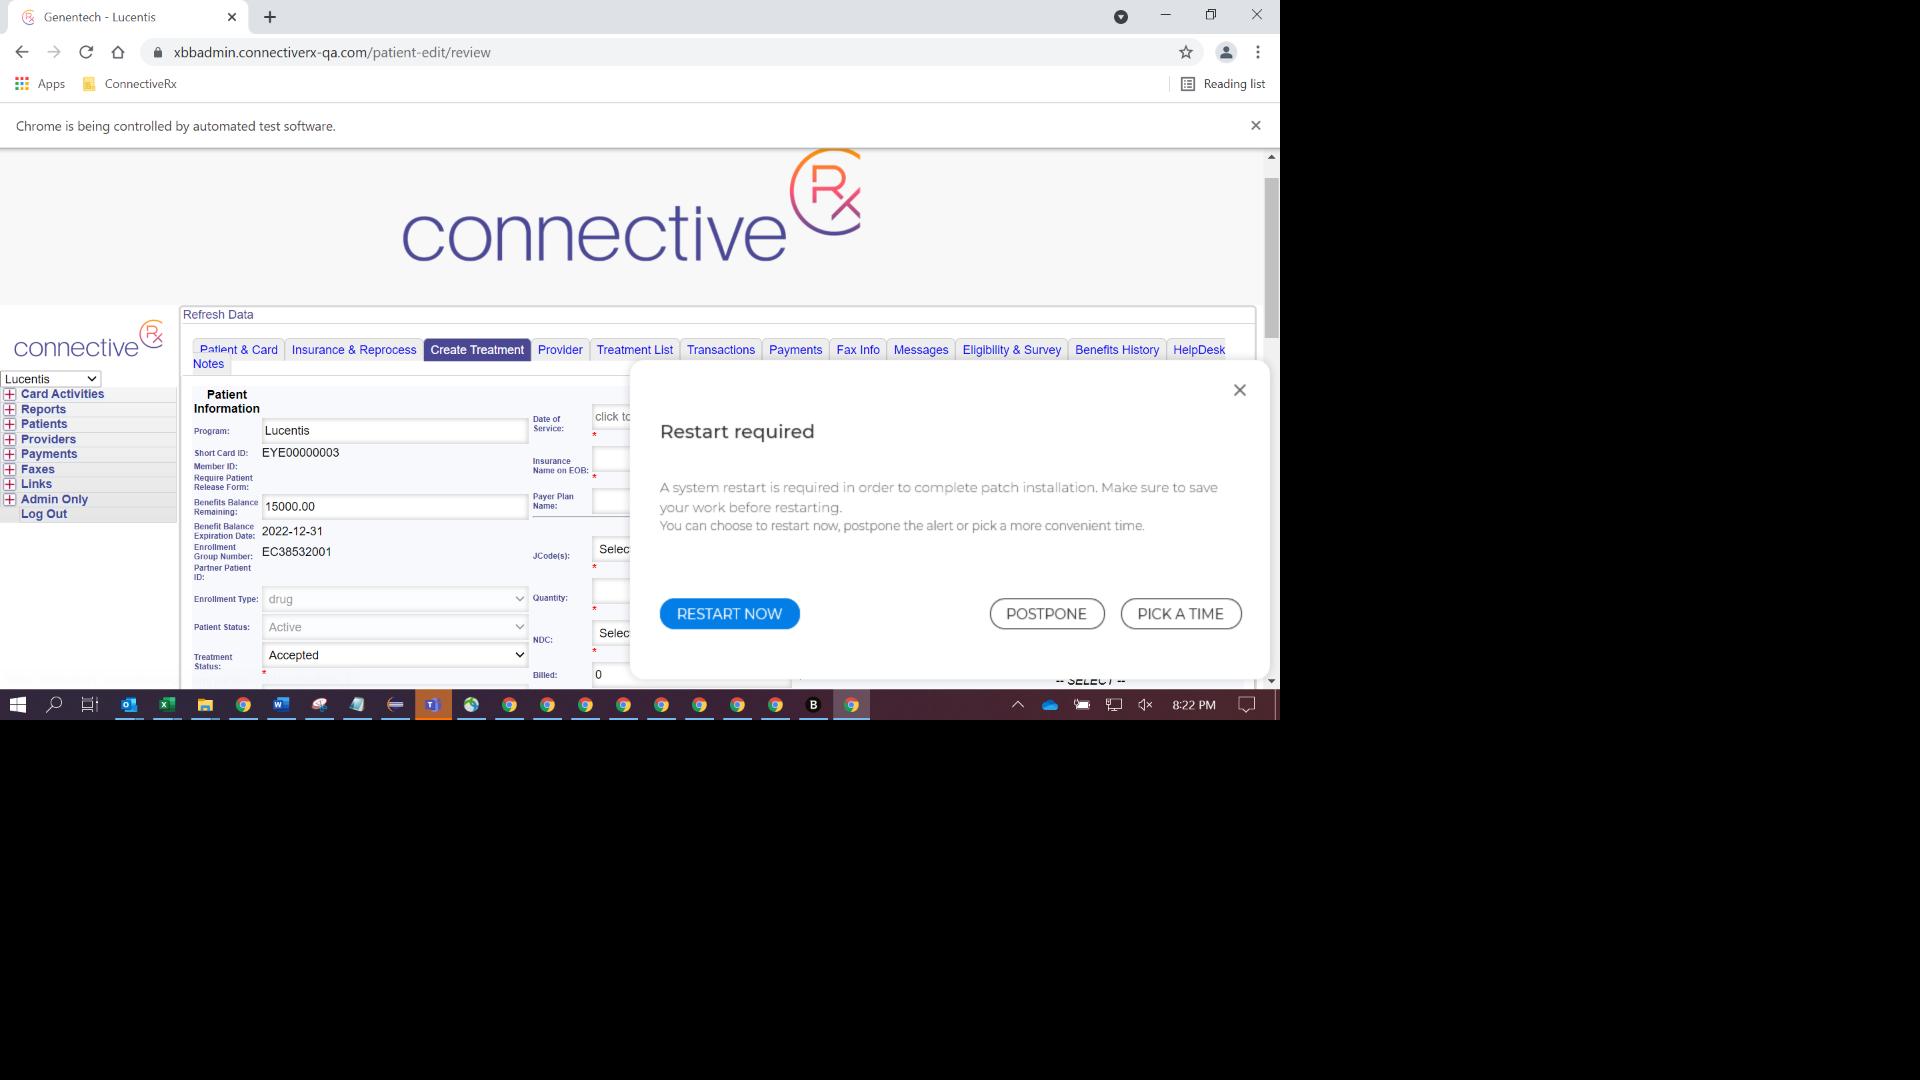 Genentech - Lucentis
xbbadmin.connectiverx-qa.com/patient-edit/review
Apps
ConnectiveRx
Reading list
Chrome is being controlled by automated test software.
connective Rx
connective Rx
Lucentis
Card Activities
Reports
Patients
Providers
Payments
Faxes
Links
Admin Only
Log Out
Refresh Data
Patient & Card Insurance & Reprocess Create Treatment Provider Treatment List Transactions Payments Fax Info Messages Eligibility & Survey Benefits History HelpDesk
Notes
Patient
Information
Program: Lucentis
Short Card ID: EYE00000003
Member ID:
Require Patient
Release Form:
Benefits Balance
Remaining: 15000.00
Benefit Balance
Expiration Date: 2022-12-31
Enrollment
Group Number: EC38532001
Partner Patient
ID:
Enrollment Type: drug
Patient Status: Active
Treatment
Status: Accepted
*
Date of
Service: click to
*
Insurance
Name on EOB:
*
Payer Plan
Name:
JCode(s): Selec
*
Quantity:
*
NDC: Selec
*
Billed: 0
Restart required
A system restart is required in order to complete patch installation. Make sure to save
your work before restarting.
You can choose to restart now, postpone the alert or pick a more convenient time.
RESTART NOW
POSTPONE
PICK A TIME
-- SELECT --
8:22 PM